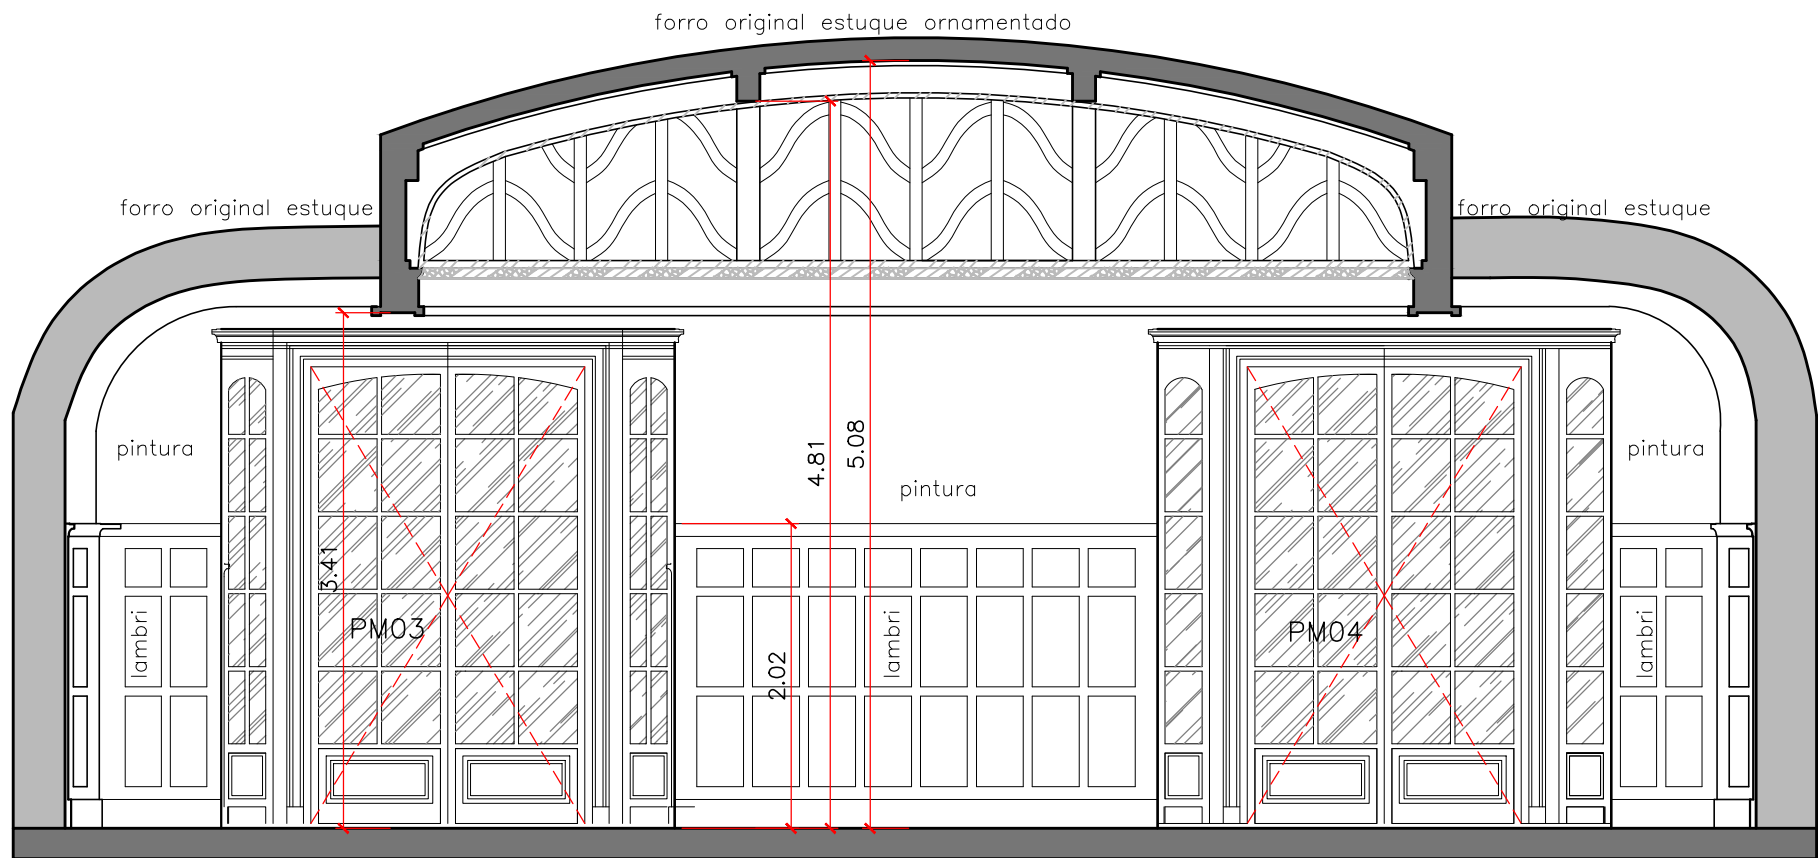 forro original estuque ornamentado
forro original estuque
forro original estuque
pintura
4.81
5.08
pintura
pintura
3.41
PM03
lambri
2.02
lambri
PM04
lambri